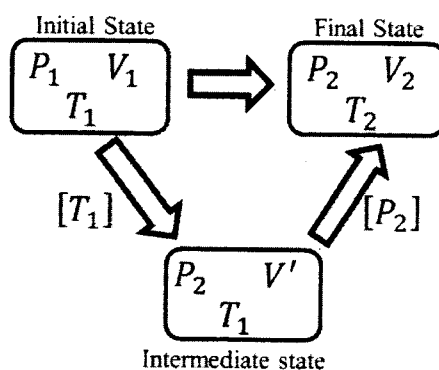 Initial State
Final State
P₁ V₁
T₁
P₂ V₂
T₂
[T₁]
[P₂]
P₂ V'
T₁
Intermediate state